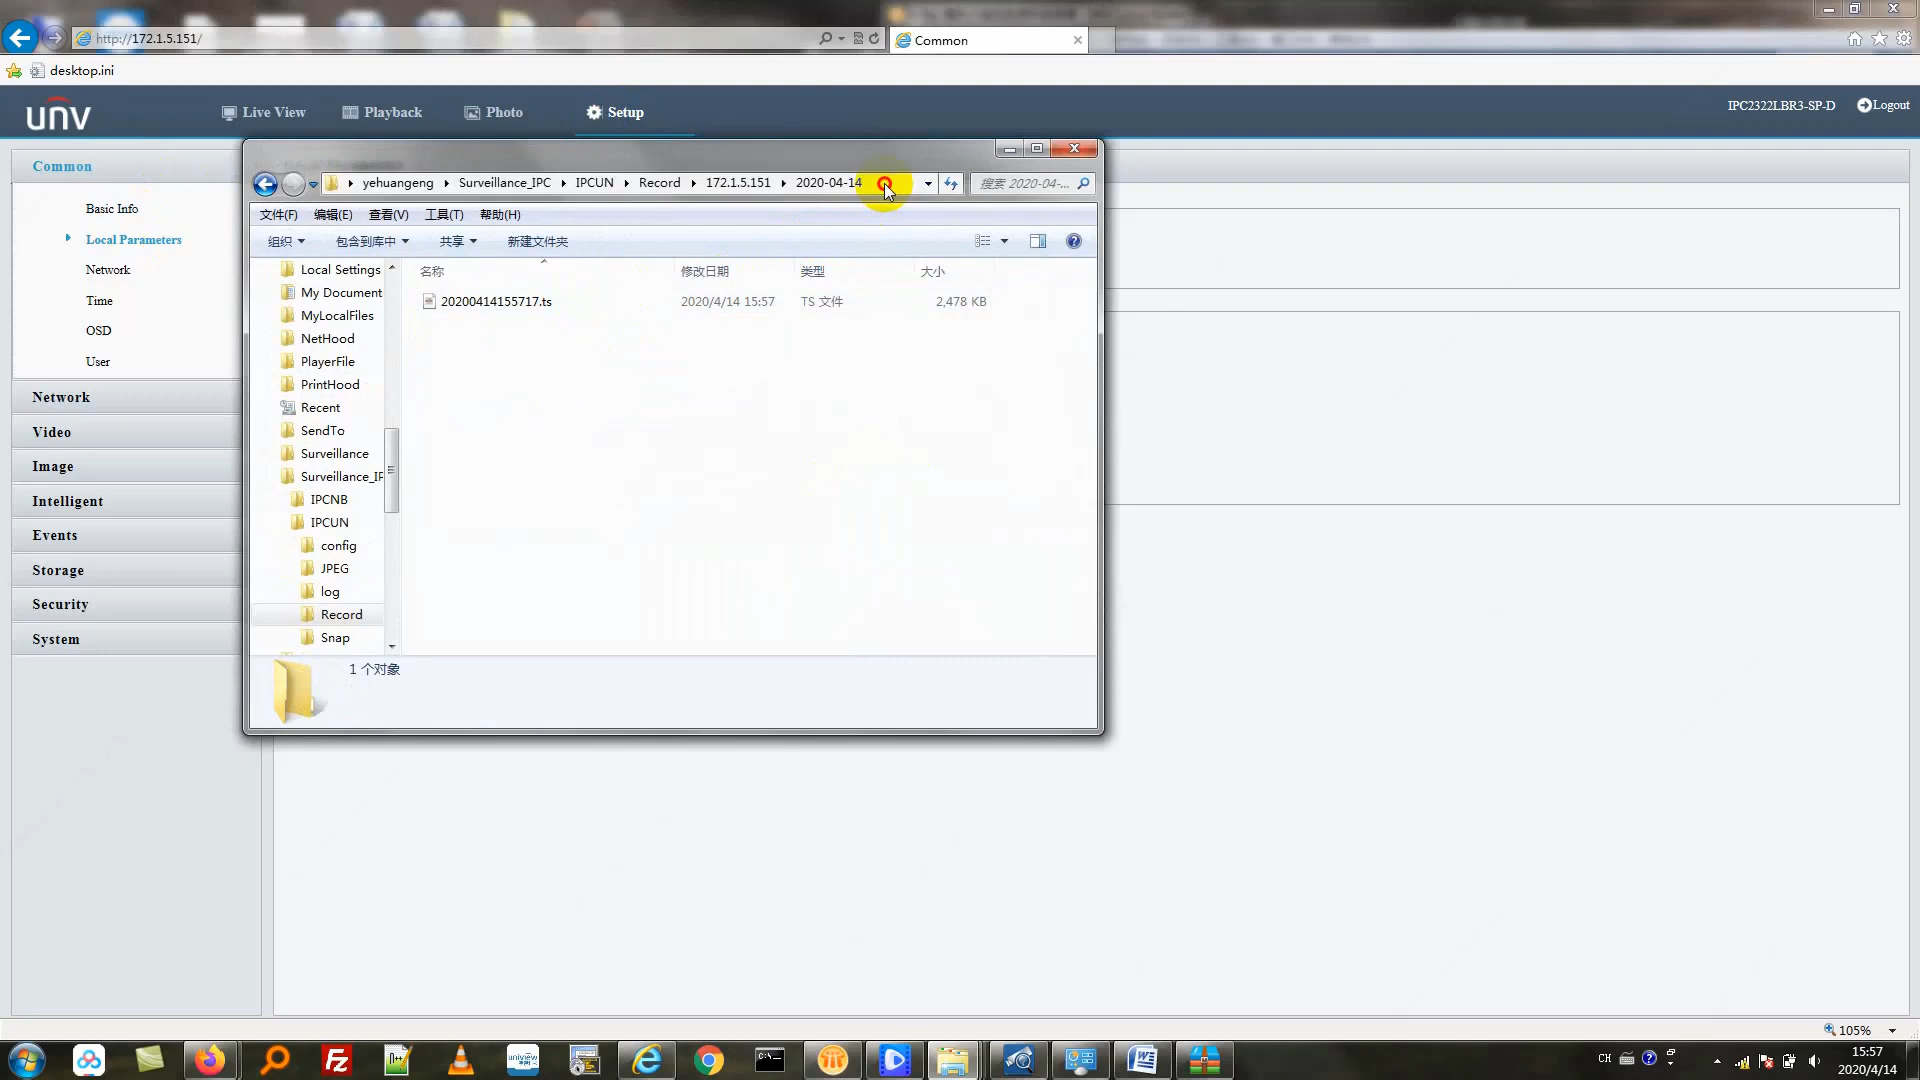 http://172.1.5.151/
Common
desktop.ini
unv
Live View
Playback
Photo
Setup
IPC2322LBR3-SP-D
Logout
Common
Basic Info
Local Parameters
Network
Time
OSD
User
Network
Video
Image
Intelligent
Events
Storage
Security
System
yehuangeng
Surveillance_IPC
IPCUN
Record
172.1.5.151
2020-04-14
搜索 2020-04-...
文件(F)
编辑(E)
查看(V)
工具(T)
帮助(H)
组织
包含到库中
共享
新建文件夹
名称
修改日期
类型
大小
20200414155717.ts
2020/4/14 15:57
TS 文件
2,478 KB
Local Settings
My Document
MyLocalFiles
NetHood
PlayerFile
PrintHood
Recent
SendTo
Surveillance
Surveillance_IP
IPCNB
IPCUN
config
JPEG
log
Record
Snap
1 个对象
105%
uniview
CH
15:57
2020/4/14